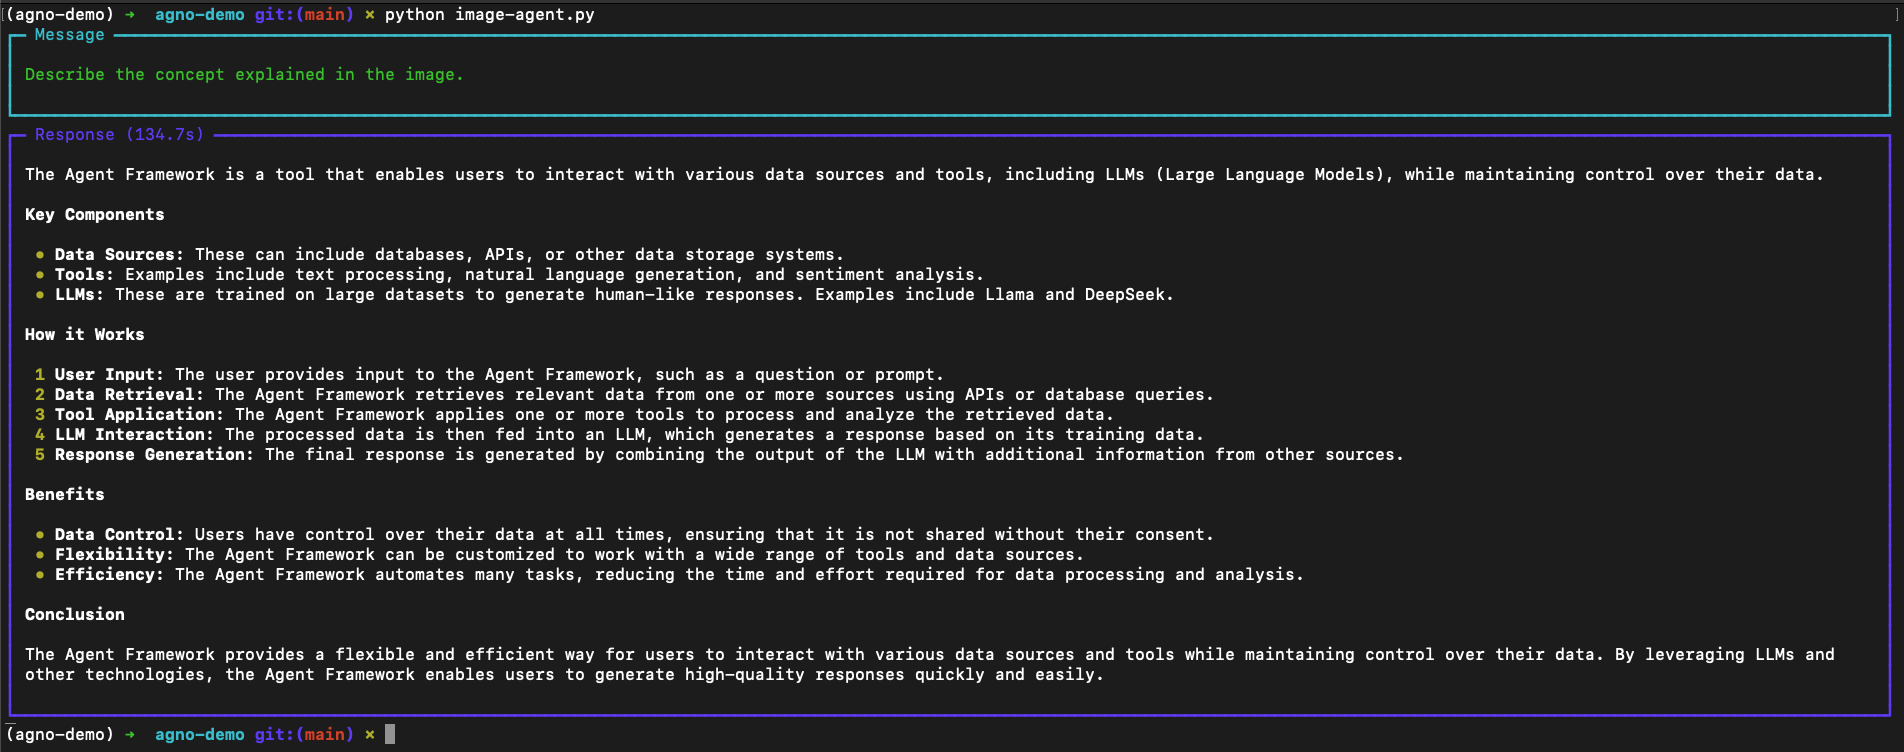 (agno-demo) → agno-demo git:(main) × python image-agent.py
Message
Describe the concept explained in the image.
Response (134.7s)
The Agent Framework is a tool that enables users to interact with various data sources and tools, including LLMs (Large Language Models), while maintaining control over their data.
Key Components
• Data Sources: These can include databases, APIs, or other data storage systems.
• Tools: Examples include text processing, natural language generation, and sentiment analysis.
• LLMs: These are trained on large datasets to generate human-like responses. Examples include Llama and DeepSeek.
How it Works
1 User Input: The user provides input to the Agent Framework, such as a question or prompt.
2 Data Retrieval: The Agent Framework retrieves relevant data from one or more sources using APIs or database queries.
3 Tool Application: The Agent Framework applies one or more tools to process and analyze the retrieved data.
4 LLM Interaction: The processed data is then fed into an LLM, which generates a response based on its training data.
5 Response Generation: The final response is generated by combining the output of the LLM with additional information from other sources.
Benefits
• Data Control: Users have control over their data at all times, ensuring that it is not shared without their consent.
• Flexibility: The Agent Framework can be customized to work with a wide range of tools and data sources.
• Efficiency: The Agent Framework automates many tasks, reducing the time and effort required for data processing and analysis.
Conclusion
The Agent Framework provides a flexible and efficient way for users to interact with various data sources and tools while maintaining control over their data. By leveraging LLMs and
other technologies, the Agent Framework enables users to generate high-quality responses quickly and easily.
(agno-demo) → agno-demo git:(main) ×